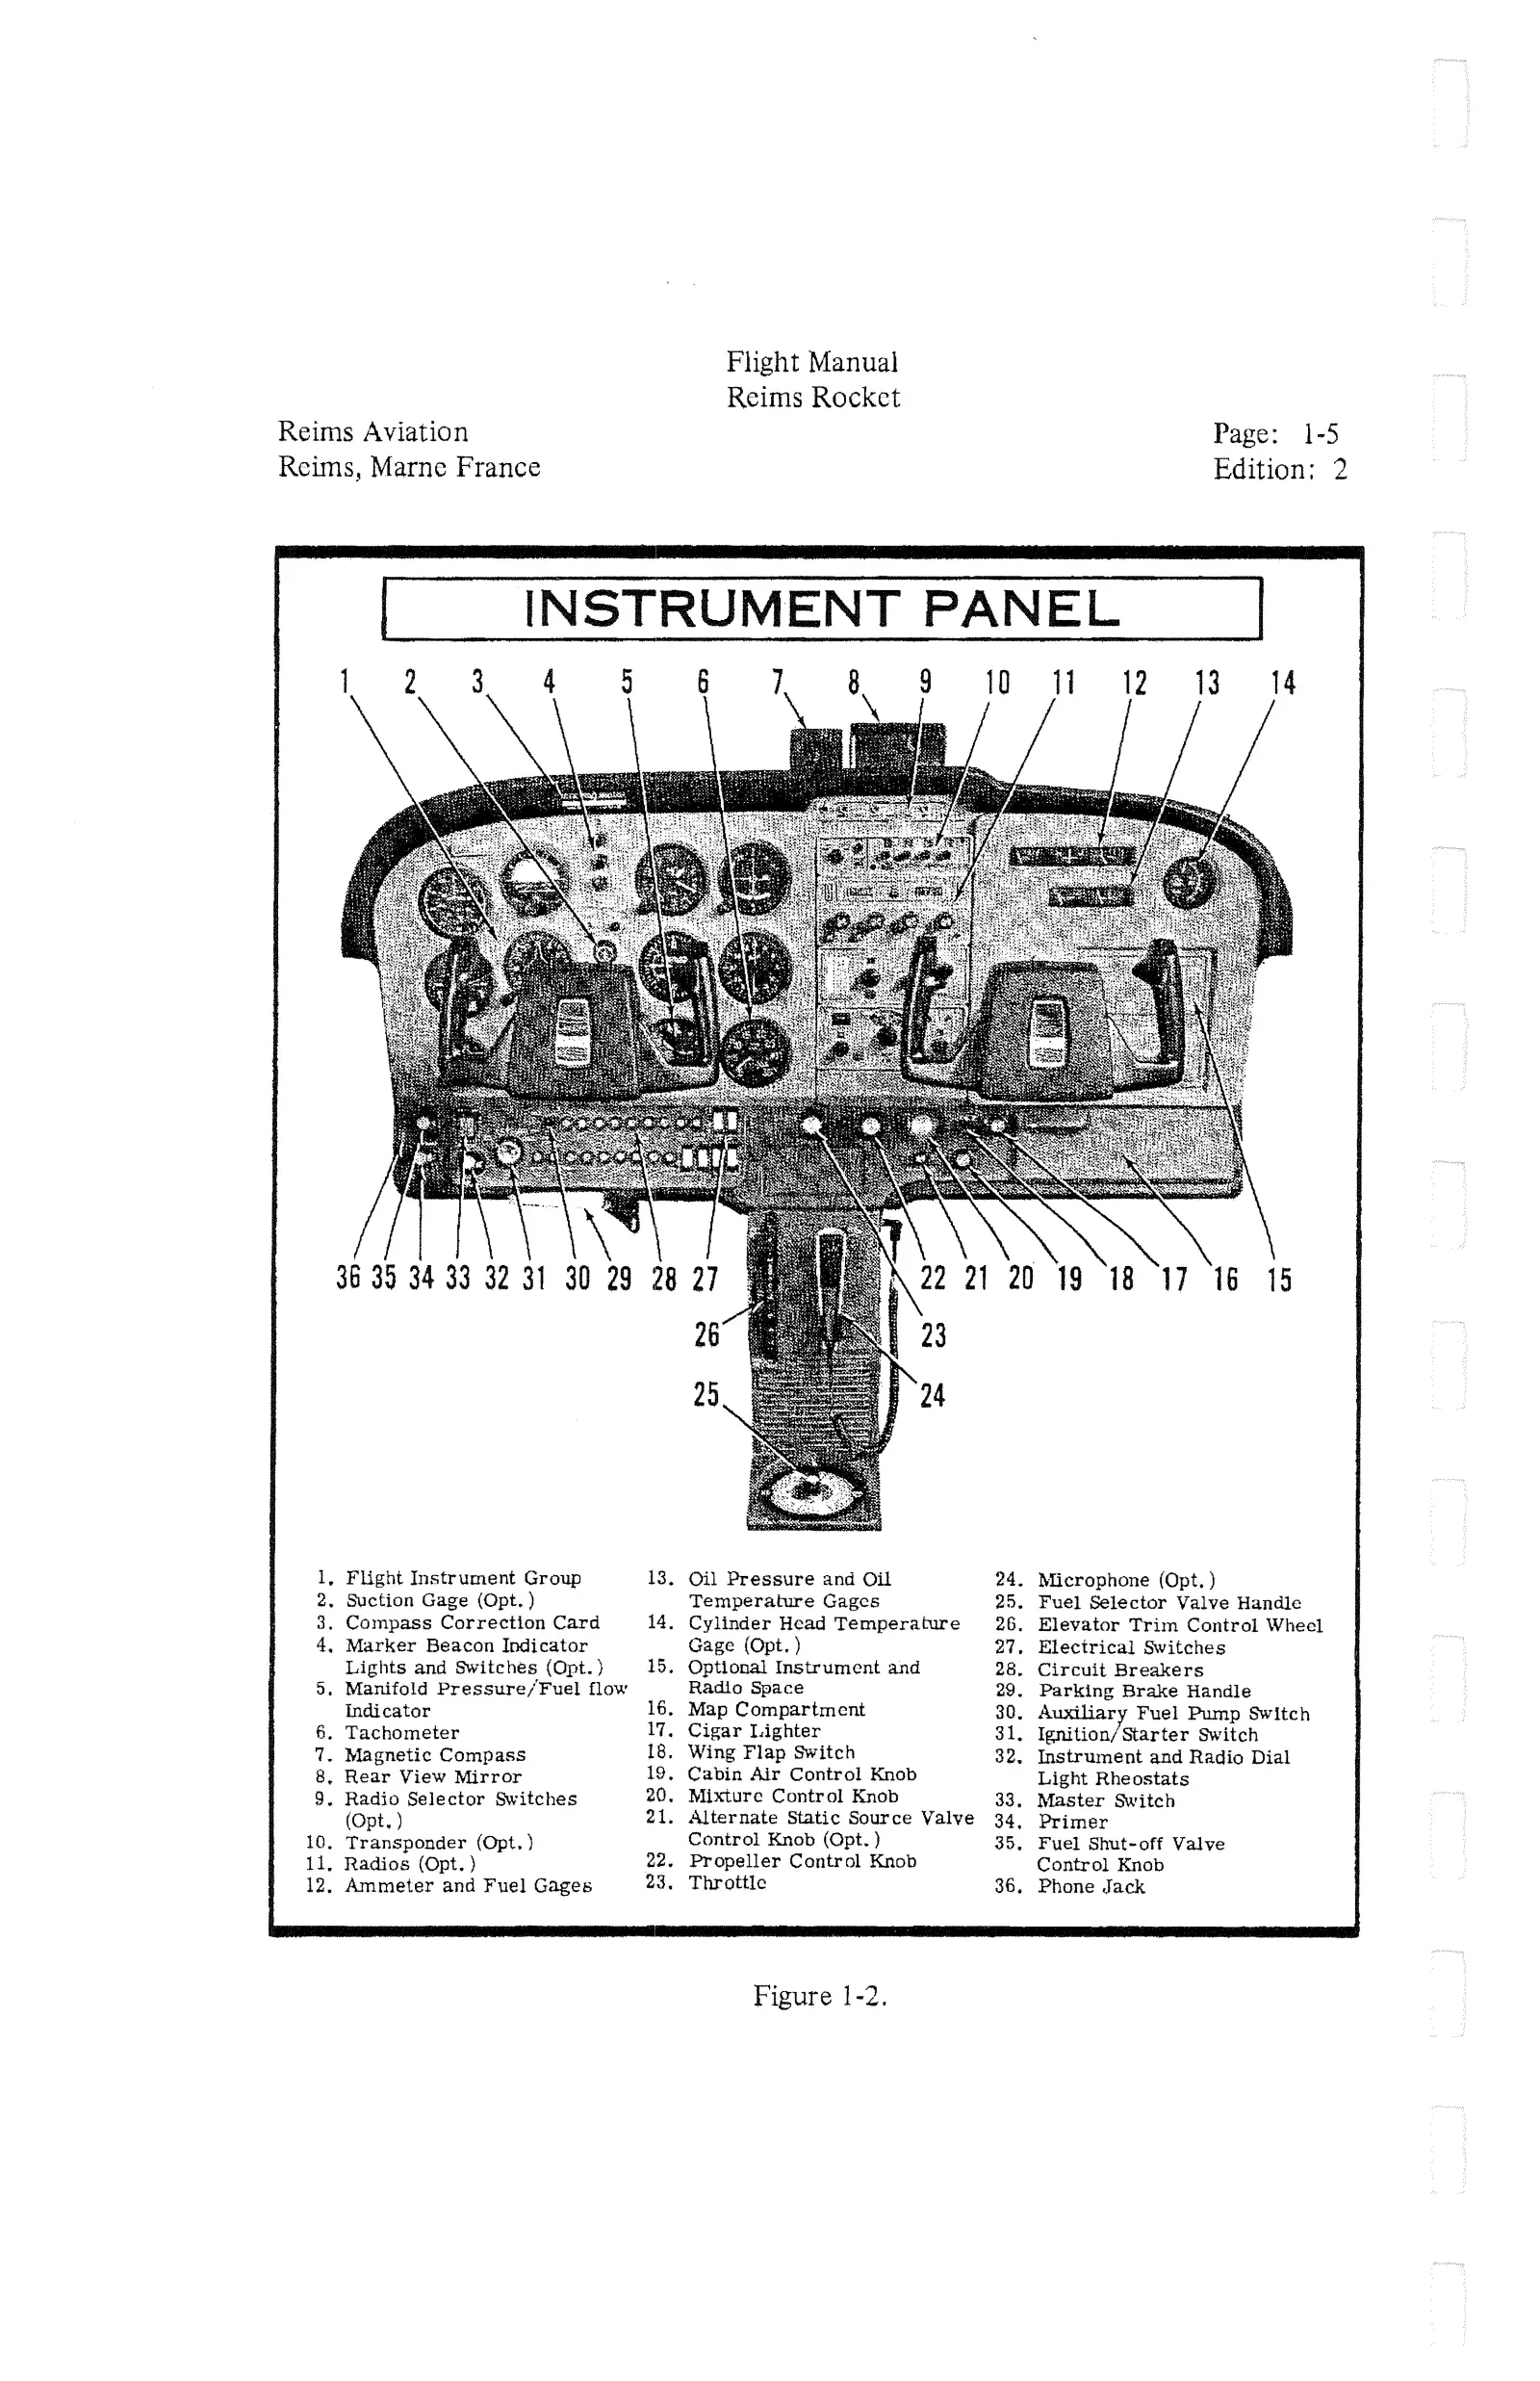 Flight Manual
Reims Rocket
Reims Aviation
Reims, Marne France
Page: 1-5
Edition: 2
INSTRUMENT PANEL
1 2 3 4 5 6 7 8 9 10 11 12 13 14
36 35 34 33 32 31 30 29 28 27 22 21 20 19 18 17 16 15
26 23
25 24
1. Flight Instrument Group
2. Suction Gage (Opt.)
3. Compass Correction Card
4. Marker Beacon Indicator
Lights and Switches (Opt.)
5. Manifold Pressure/Fuel flow
Indicator
6. Tachometer
7. Magnetic Compass
8. Rear View Mirror
9. Radio Selector Switches
(Opt.)
10. Transponder (Opt.)
11. Radios (Opt.)
12. Ammeter and Fuel Gages
13. Oil Pressure and Oil
Temperature Gages
14. Cylinder Head Temperature
Gage (Opt.)
15. Optional Instrument and
Radio Space
16. Map Compartment
17. Cigar Lighter
18. Wing Flap Switch
19. Cabin Air Control Knob
20. Mixture Control Knob
21. Alternate Static Source Valve
Control Knob (Opt.)
22. Propeller Control Knob
23. Throttle
24. Microphone (Opt.)
25. Fuel Selector Valve Handle
26. Elevator Trim Control Wheel
27. Electrical Switches
28. Circuit Breakers
29. Parking Brake Handle
30. Auxiliary Fuel Pump Switch
31. Ignition/Starter Switch
32. Instrument and Radio Dial
Light Rheostats
33. Master Switch
34. Primer
35. Fuel Shut-off Valve
Control Knob
36. Phone Jack
Figure 1-2.